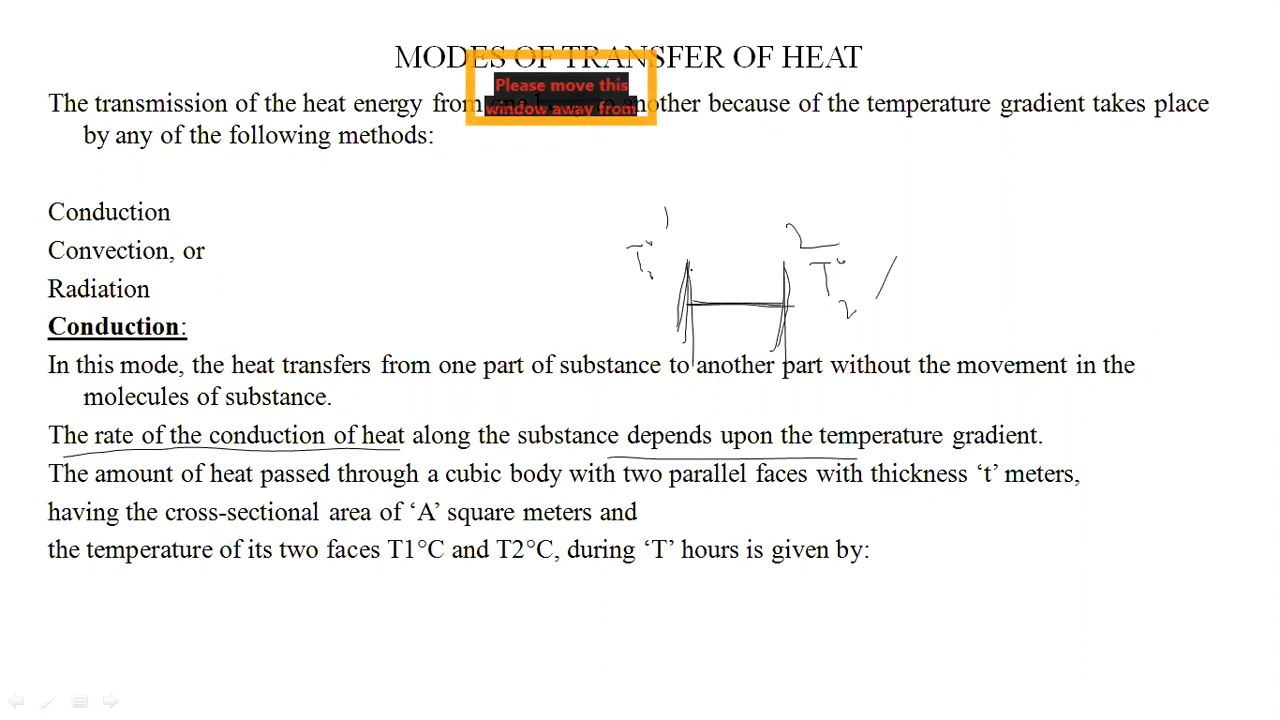 MODES OF TRANSFER OF HEAT
Please move this
window away from
The transmission of the heat energy from another because of the temperature gradient takes place
by any of the following methods:
Conduction
Convection, or
Radiation
1
2
T1°
T2°
Conduction:
In this mode, the heat transfers from one part of substance to another part without the movement in the
molecules of substance.
The rate of the conduction of heat along the substance depends upon the temperature gradient.
The amount of heat passed through a cubic body with two parallel faces with thickness ‘t’ meters,
having the cross-sectional area of ‘A’ square meters and
the temperature of its two faces T1°C and T2°C, during ‘T’ hours is given by: